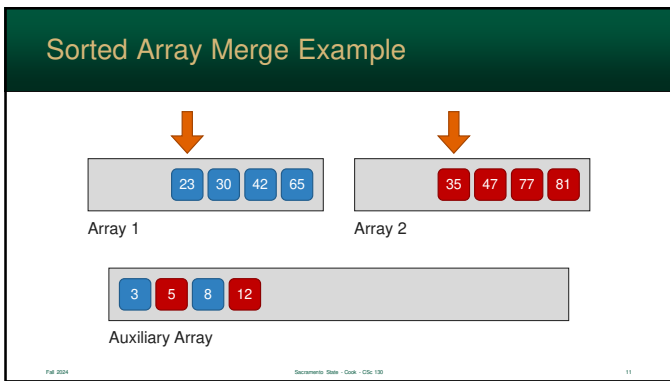 Sorted Array Merge Example
23 30 42 65
35 47 77 81
Array 1
Array 2
3 5 8 12
Auxiliary Array
Fall 2024
Sacramento State - Cook - CSc 130
11